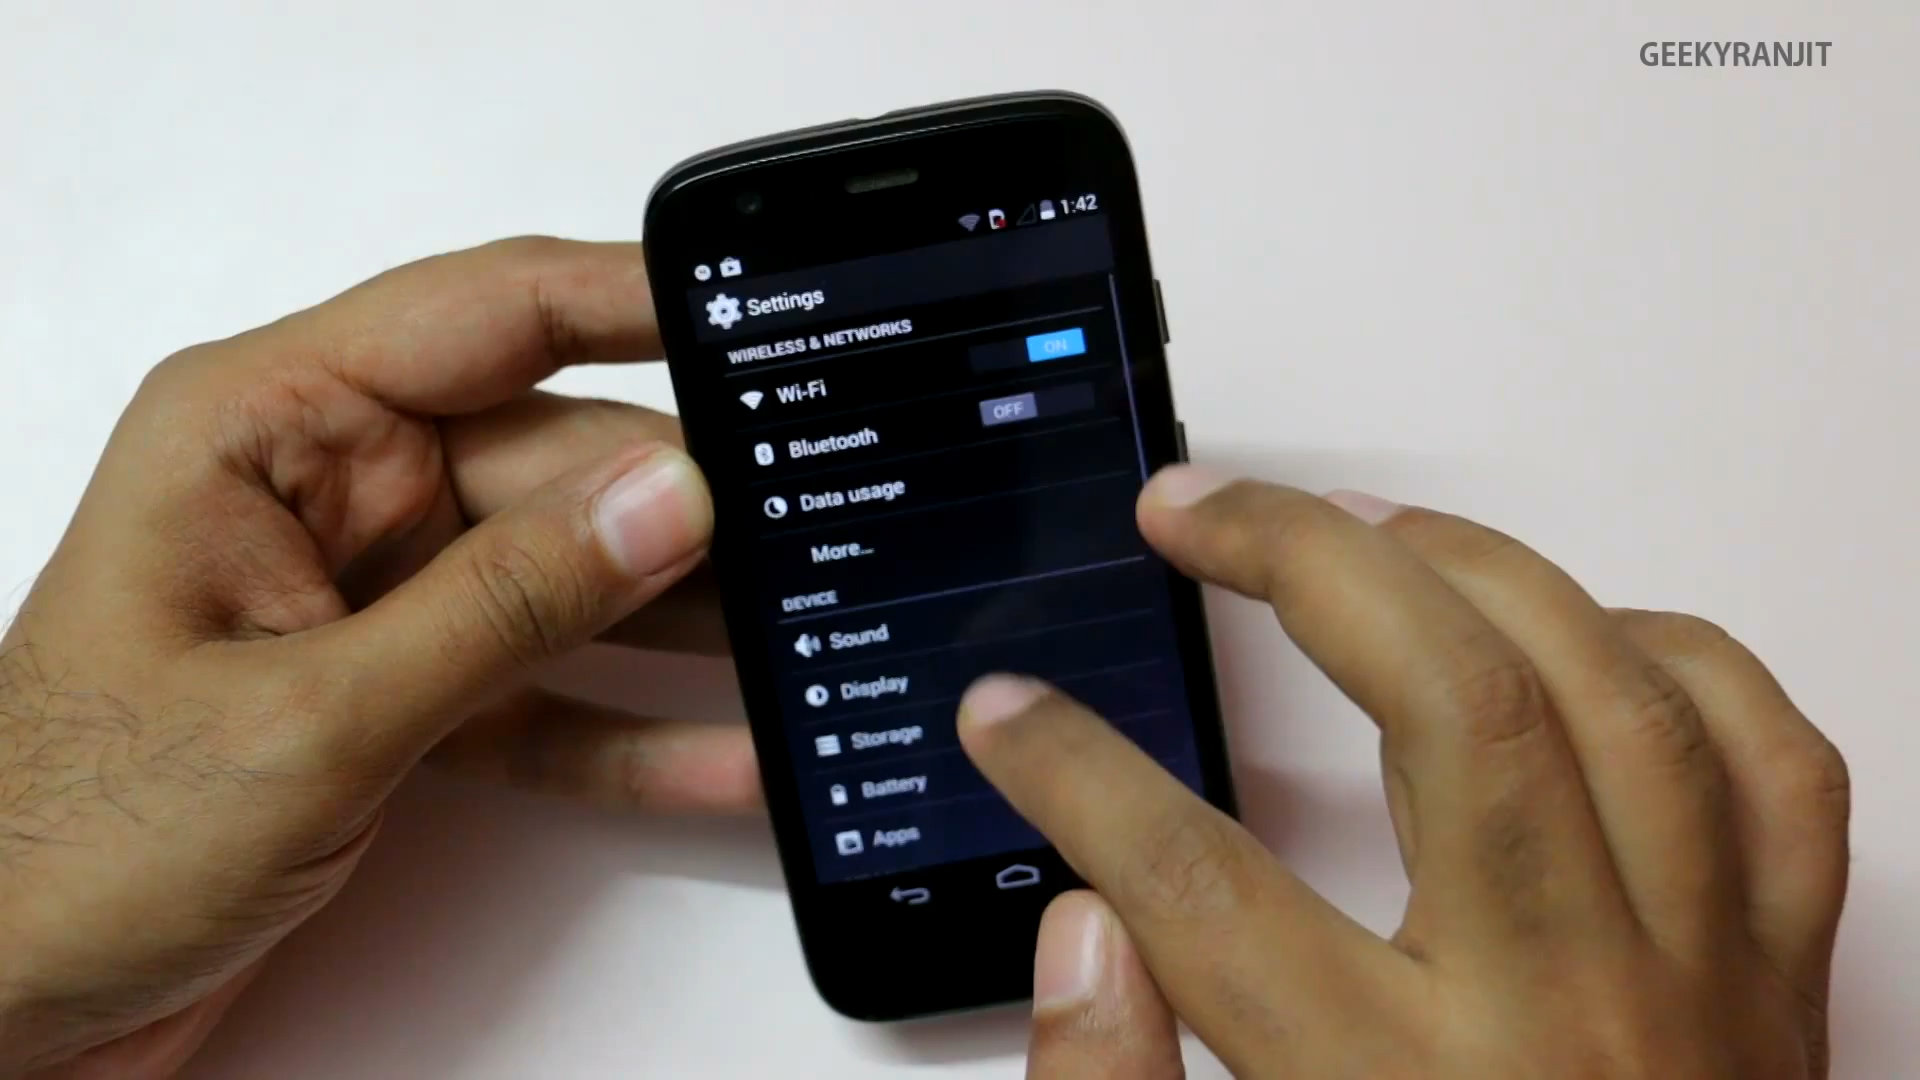 GEEKYRANJIT
1:42
Settings
WIRELESS & NETWORKS
Wi-Fi
ON
Bluetooth
OFF
Data usage
More...
DEVICE
Sound
Display
Storage
Battery
Apps